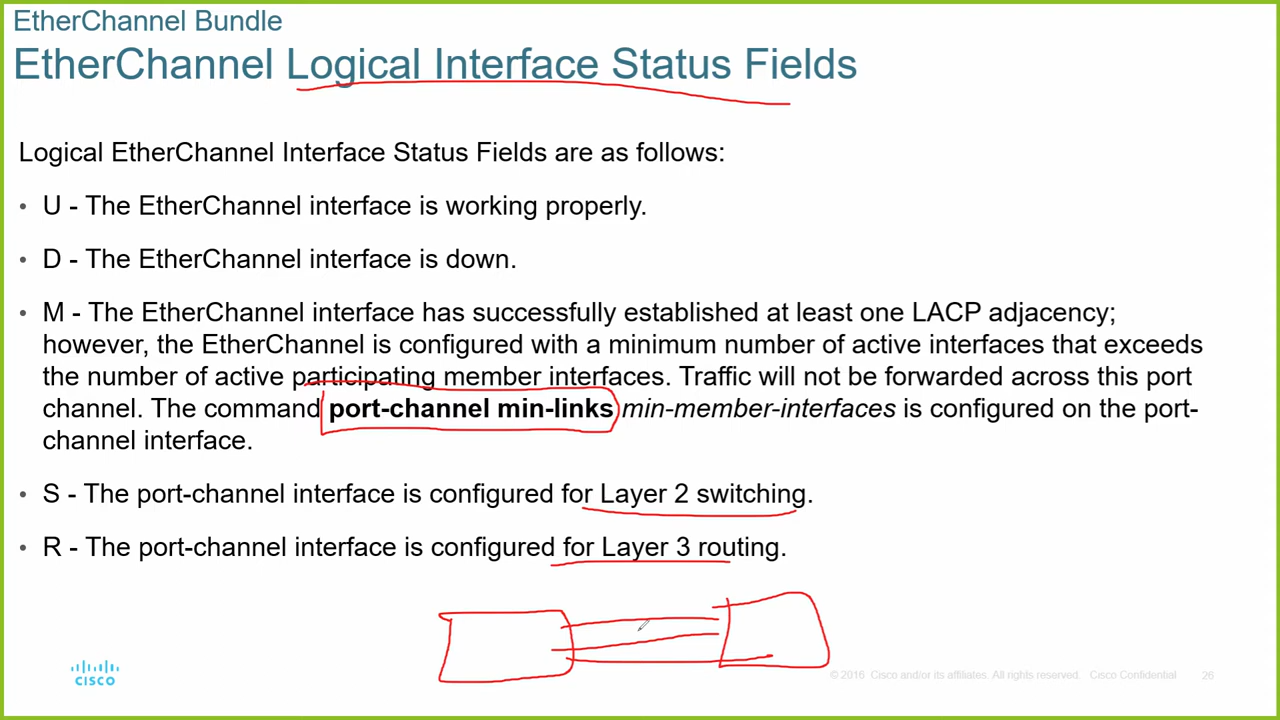 EtherChannel Bundle
EtherChannel Logical Interface Status Fields
Logical EtherChannel Interface Status Fields are as follows:
• U - The EtherChannel interface is working properly.
• D - The EtherChannel interface is down.
• M - The EtherChannel interface has successfully established at least one LACP adjacency;
however, the EtherChannel is configured with a minimum number of active interfaces that exceeds
the number of active participating member interfaces. Traffic will not be forwarded across this port
channel. The command port-channel min-links min-member-interfaces is configured on the port-
channel interface.
• S - The port-channel interface is configured for Layer 2 switching.
• R - The port-channel interface is configured for Layer 3 routing.
CISCO
© 2016 Cisco and/or its affiliates. All rights reserved. Cisco Confidential 26